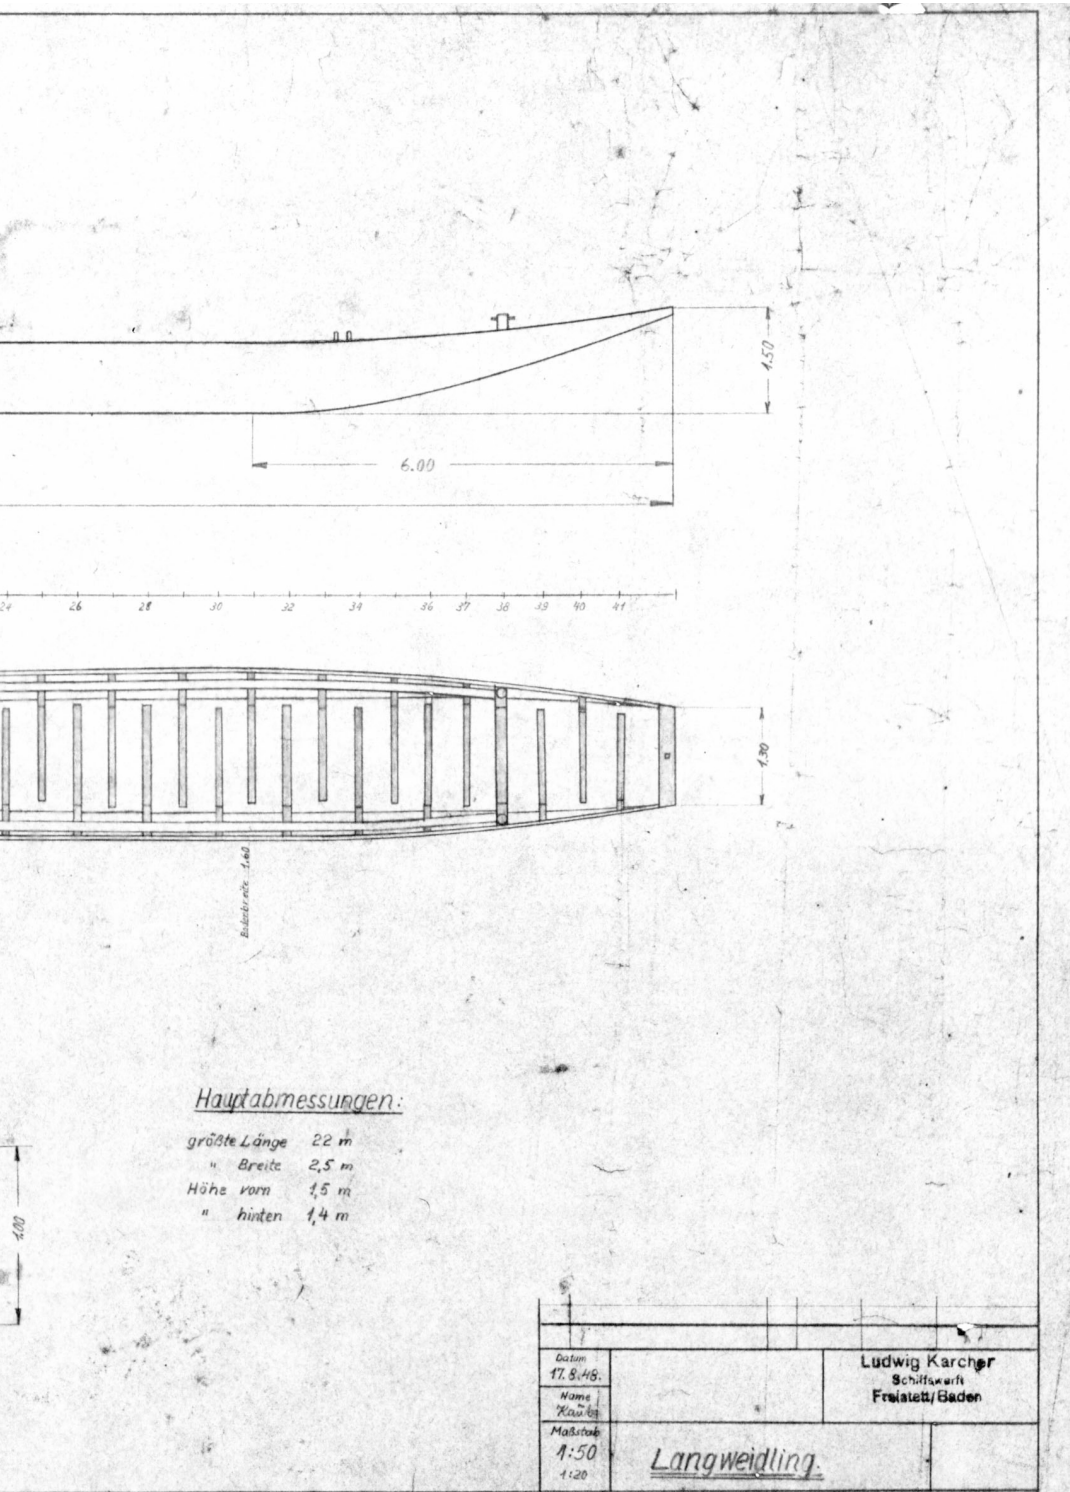 1.50
6.00
24 26 28 30 32 34 36 37 38 39 40 41
1.30
Bodenbreite 1.60
Hauptabmessungen:
größte Länge 22 m
" Breite 2,5 m
Höhe vorn 1,5 m
" hinten 1,4 m
1.00
Datum
17.8.48.
Name
Maßstab
1:50
1:20
Ludwig Karcher
Schiffswerft
Freistett/Baden
Langweidling.